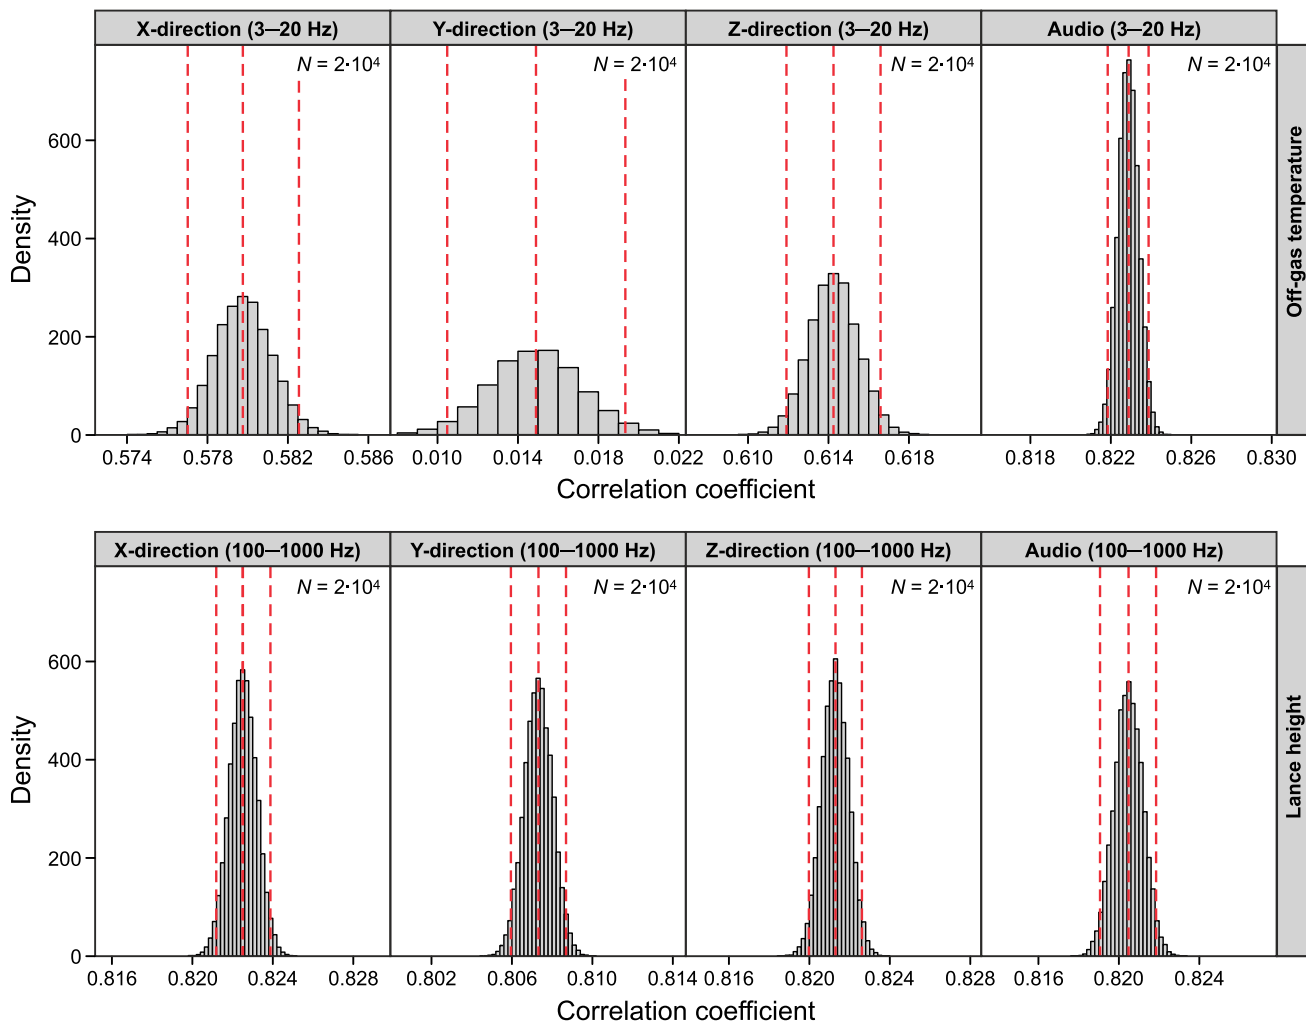 X-direction (3–20 Hz) Y-direction (3–20 Hz) Z-direction (3–20 Hz) Audio (3–20 Hz)
N = 2·10⁴ N = 2·10⁴ N = 2·10⁴ N = 2·10⁴
Off-gas temperature
Density
600
400
200
0
0.574 0.578 0.582 0.586 0.010 0.014 0.018 0.022 0.610 0.614 0.618 0.818 0.822 0.826 0.830
Correlation coefficient
X-direction (100–1000 Hz) Y-direction (100–1000 Hz) Z-direction (100–1000 Hz) Audio (100–1000 Hz)
N = 2·10⁴ N = 2·10⁴ N = 2·10⁴ N = 2·10⁴
Lance height
Density
600
400
200
0
0.816 0.820 0.824 0.828 0.802 0.806 0.810 0.814 0.816 0.820 0.824 0.828 0.816 0.820 0.824
Correlation coefficient